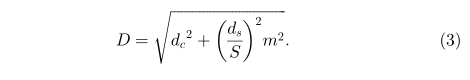 $D = \sqrt{{d_c}^2 + \left(\frac{d_s}{S}\right)^2 m^2}.$ (3)